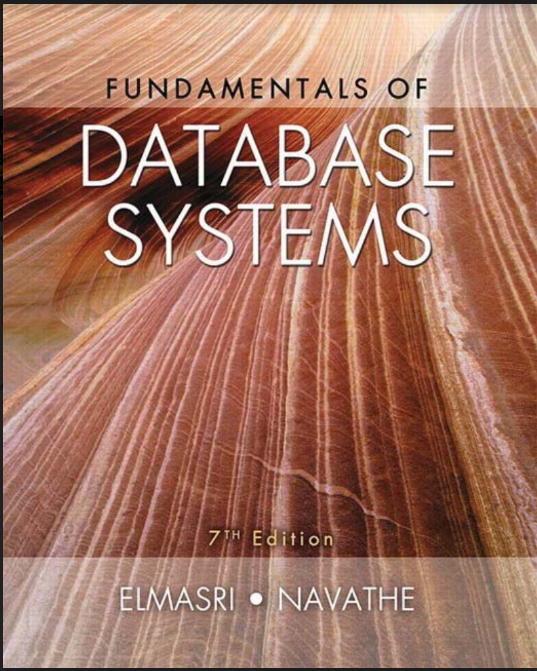 FUNDAMENTALS OF
DATABASE
SYSTEMS
7TH Edition
ELMASRI • NAVATHE